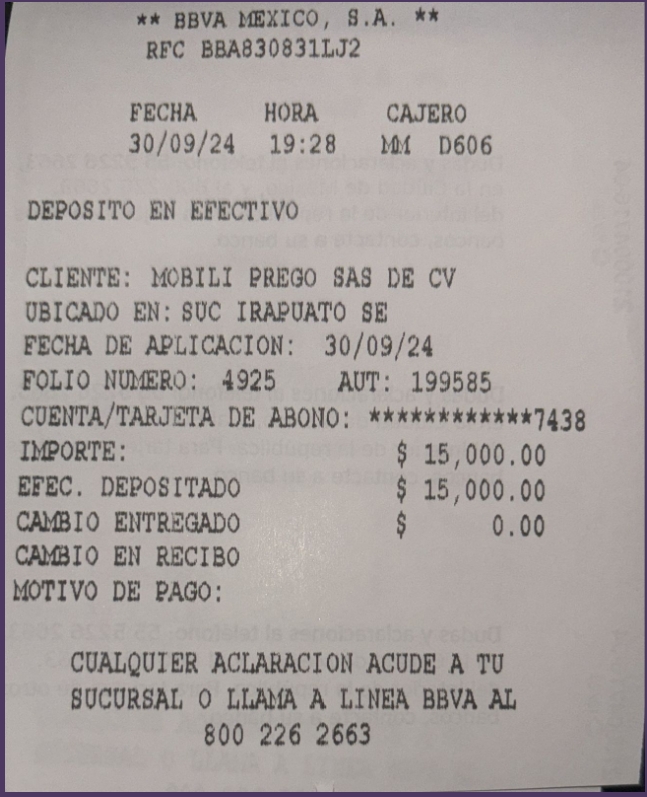 ** BBVA MEXICO, S.A. **
RFC BBA830831LJ2
FECHA HORA CAJERO
30/09/24 19:28 MM D606
DEPOSITO EN EFECTIVO
CLIENTE: MOBILI PREGO SAS DE CV
UBICADO EN: SUC IRAPUATO SE
FECHA DE APLICACION: 30/09/24
FOLIO NUMERO: 4925 AUT: 199585
CUENTA/TARJETA DE ABONO: ************7438
IMPORTE: $ 15,000.00
EFEC. DEPOSITADO $ 15,000.00
CAMBIO ENTREGADO $ 0.00
CAMBIO EN RECIBO
MOTIVO DE PAGO:
CUALQUIER ACLARACION ACUDE A TU
SUCURSAL O LLAMA A LINEA BBVA AL
800 226 2663